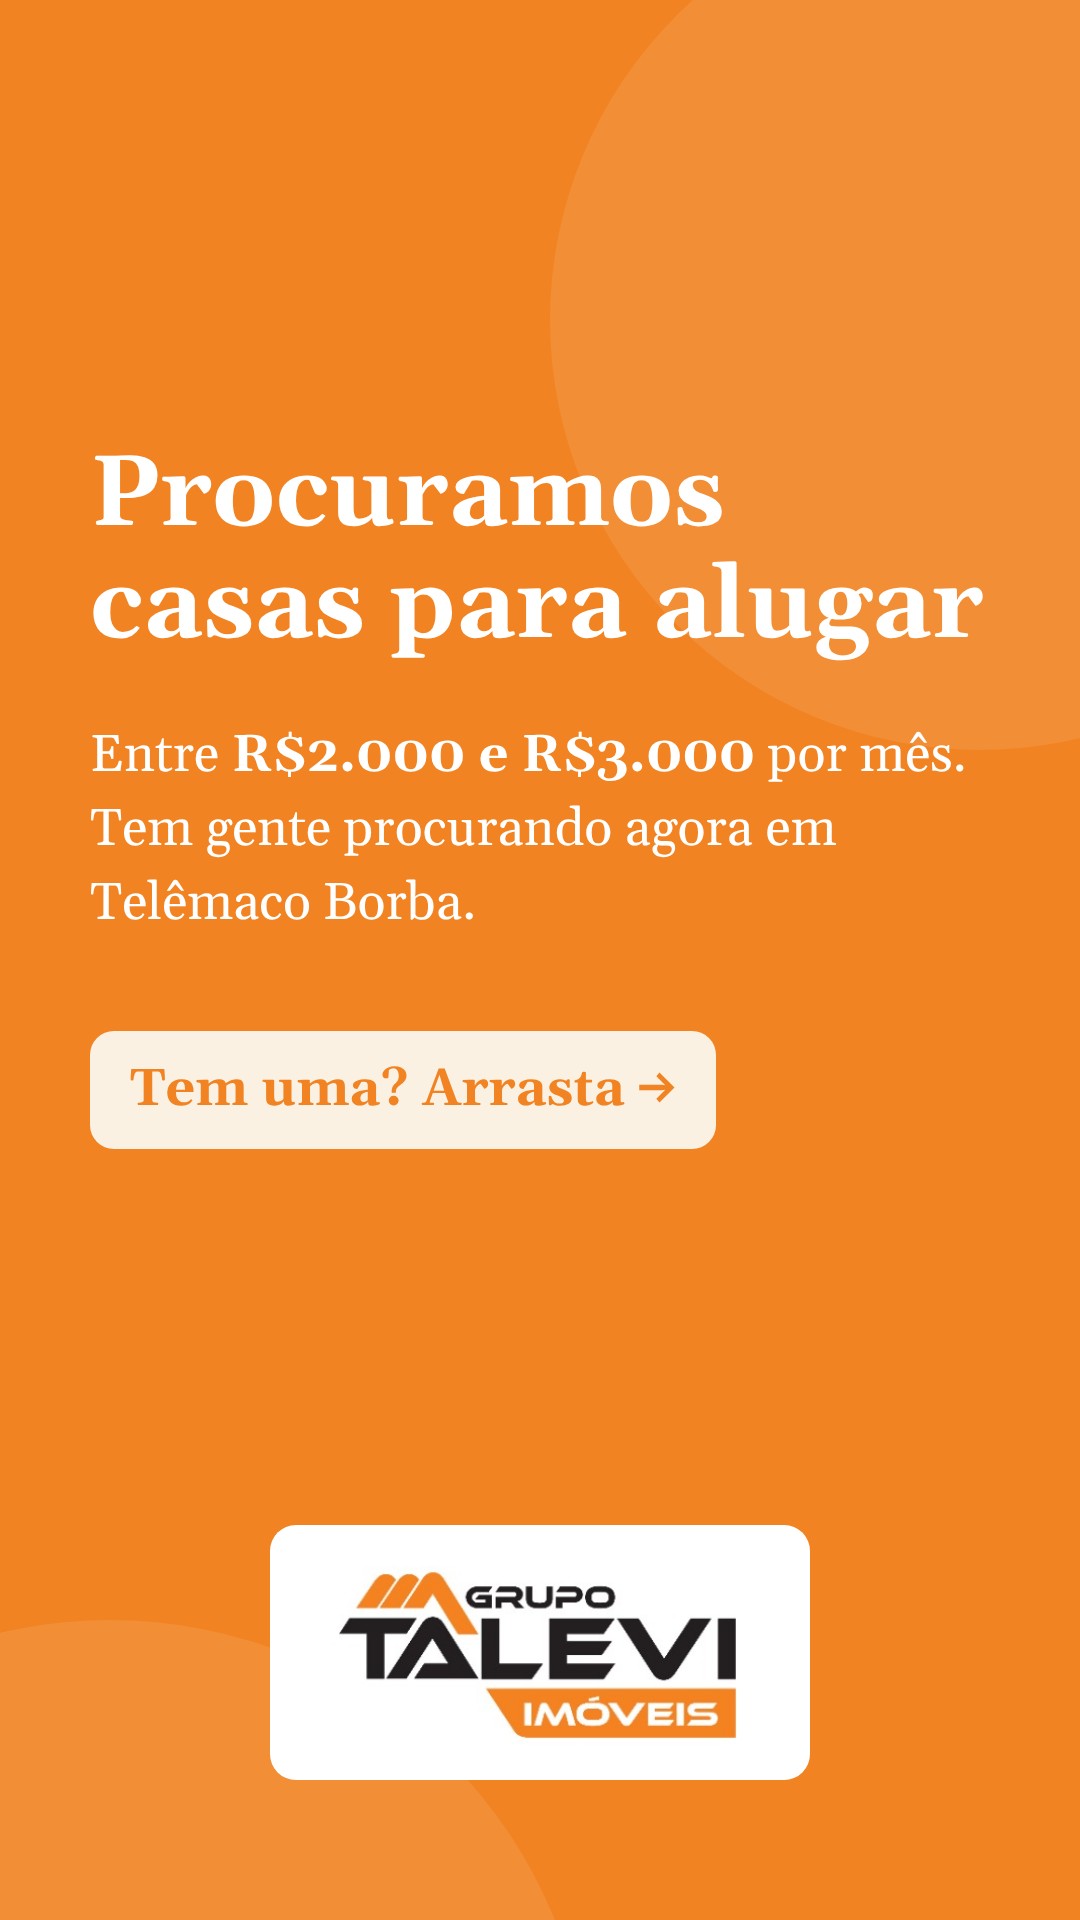 Procuramos
casas para alugar
Entre R$2.000 e R$3.000 por mês.
Tem gente procurando agora em
Telêmaco Borba.
Tem uma? Arrasta →
GRUPO
TALEVI
IMÓVEIS